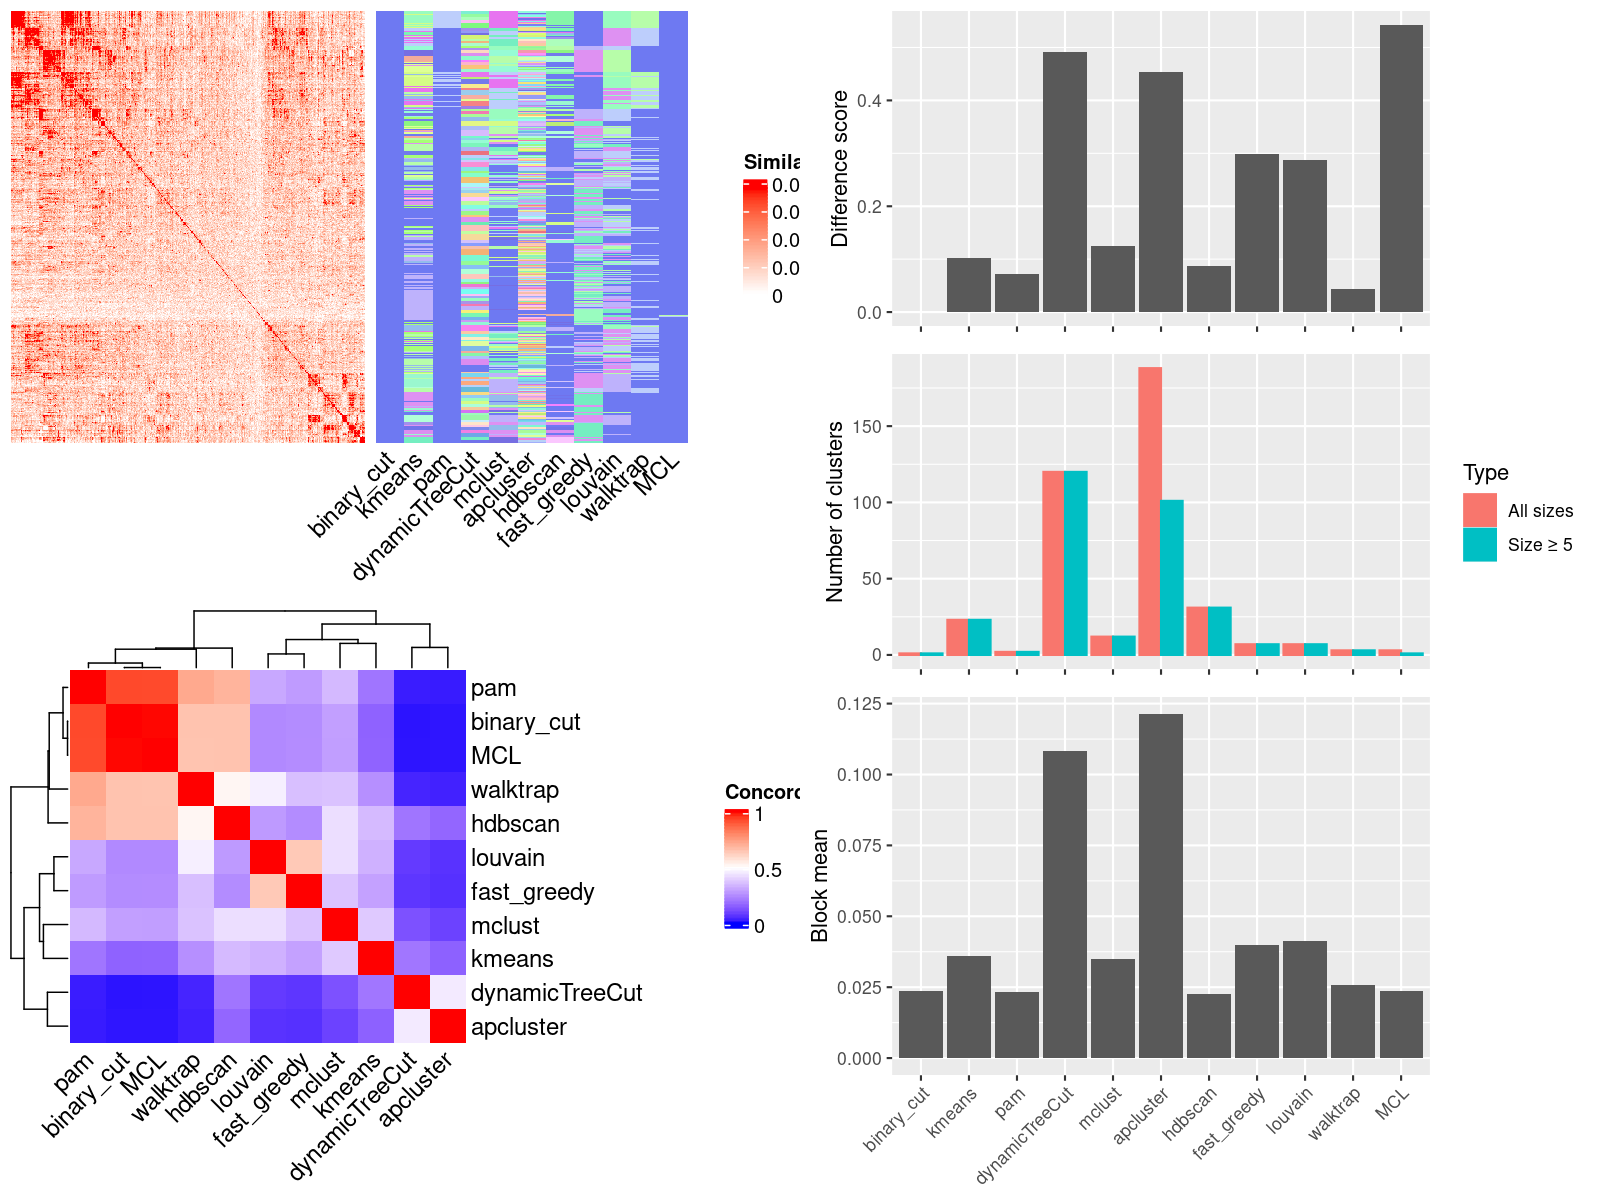 Simila
0.0
0.0
0.0
0.0
0
binary_cut
kmeans
pam
dynamicTreeCut
mclust
apcluster
hdbscan
fast_greedy
louvain
walktrap
MCL
pam
binary_cut
MCL
walktrap
hdbscan
louvain
fast_greedy
mclust
kmeans
dynamicTreeCut
apcluster
pam
binary_cut
MCL
walktrap
hdbscan
louvain
fast_greedy
mclust
kmeans
dynamicTreeCut
apcluster
Concord
1
0.5
0
Difference score
0.4
0.2
0.0
Number of clusters
150
100
50
0
Type
All sizes
Size ≥ 5
Block mean
0.125
0.100
0.075
0.050
0.025
0.000
binary_cut
kmeans
pam
dynamicTreeCut
mclust
apcluster
hdbscan
fast_greedy
louvain
walktrap
MCL